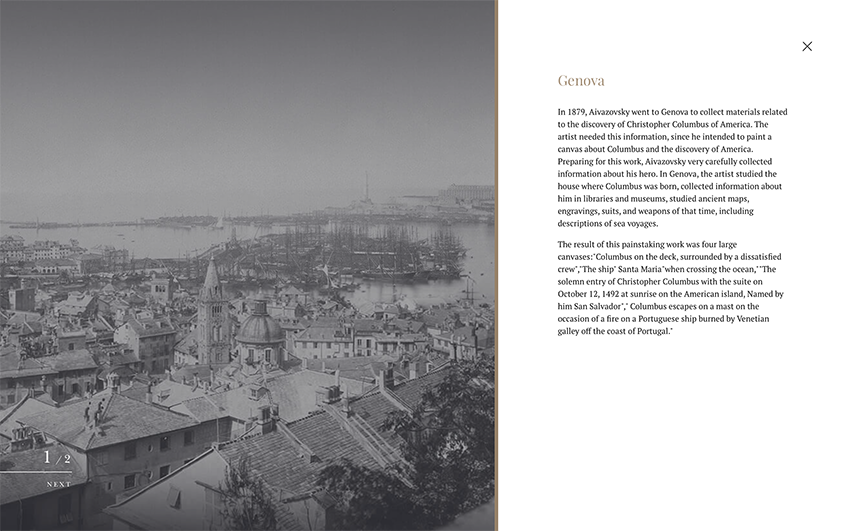 Genova
In 1879, Aivazovsky went to Genova to collect materials related
to the discovery of Christopher Columbus of America. The
artist needed this information, since he intended to paint a
canvas about Columbus and the discovery of America.
Preparing for this work, Aivazovsky very carefully collected
information about his hero. In Genova, the artist studied the
house where Columbus was born, collected information about
him in libraries and museums, studied ancient maps,
engravings, suits, and weapons of that time, including
descriptions of sea voyages.
The result of this painstaking work was four large
canvases:"Columbus on the deck, surrounded by a dissatisfied
crew","The ship" Santa Maria"when crossing the ocean," "The
solemn entry of Christopher Columbus with the suite on
October 12, 1492 at sunrise on the American island, Named by
him San Salvador"," Columbus escapes on a mast on the
occasion of a fire on a Portuguese ship burned by Venetian
galley off the coast of Portugal."
1 / 2
NEXT